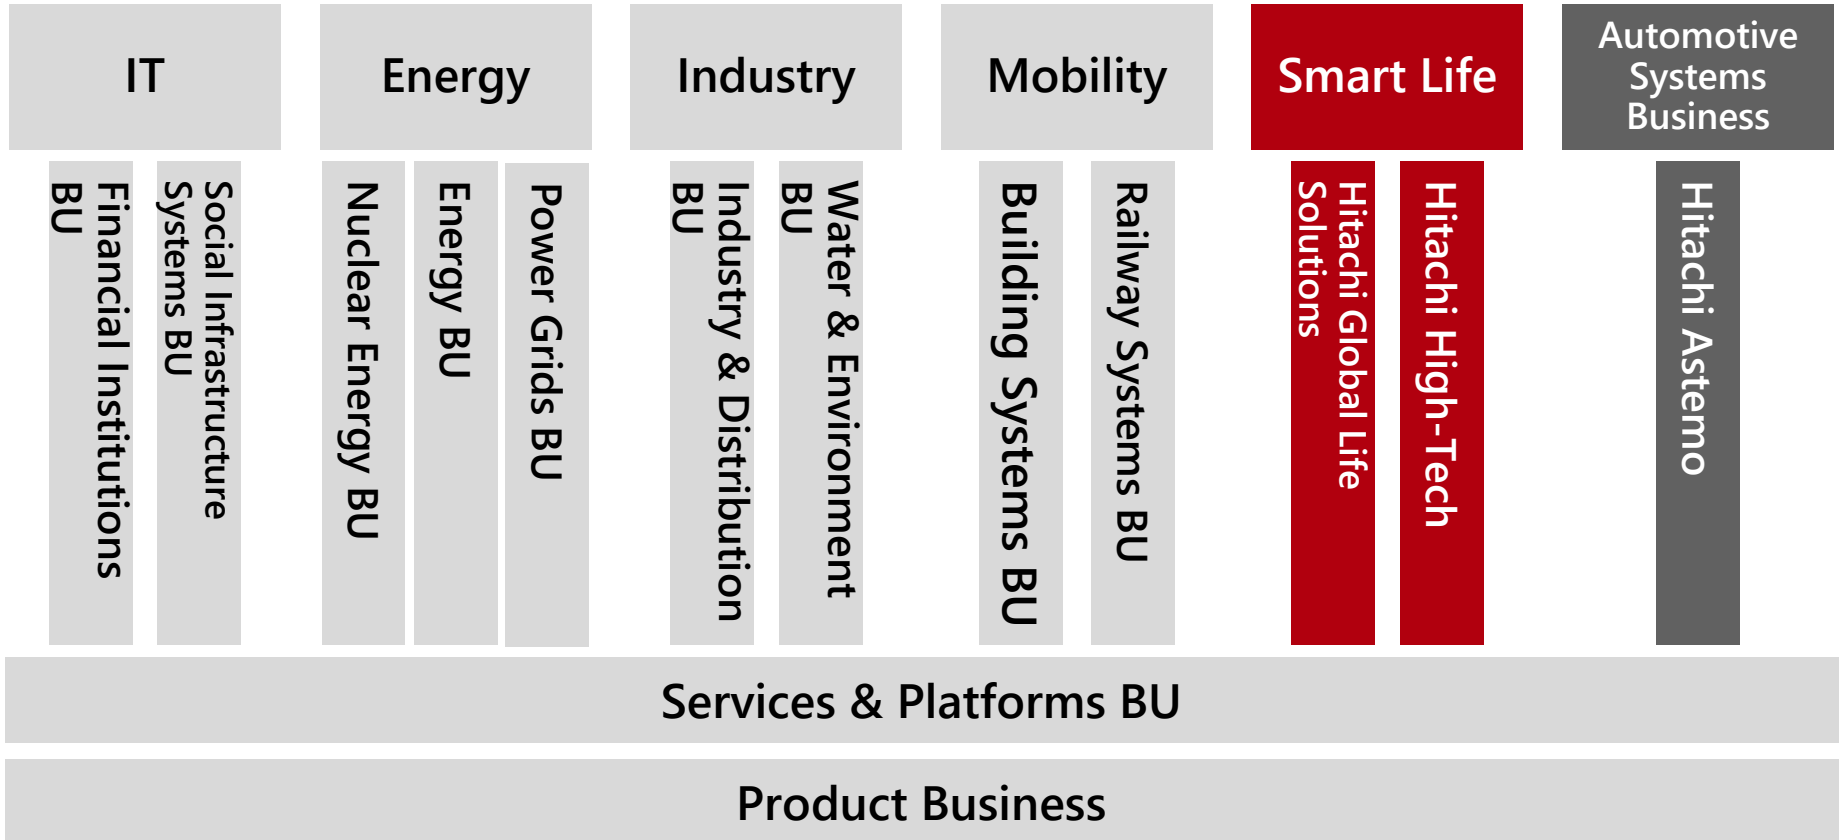 IT
Energy
Industry
Mobility
Smart Life
Automotive
Systems
Business
Financial Institutions
BU
Social Infrastructure
Systems BU
Nuclear Energy BU
Energy BU
Power Grids BU
Industry & Distribution
BU
Water & Environment
BU
Building Systems BU
Railway Systems BU
Hitachi Global Life
Solutions
Hitachi High-Tech
Hitachi Astemo
Services & Platforms BU
Product Business